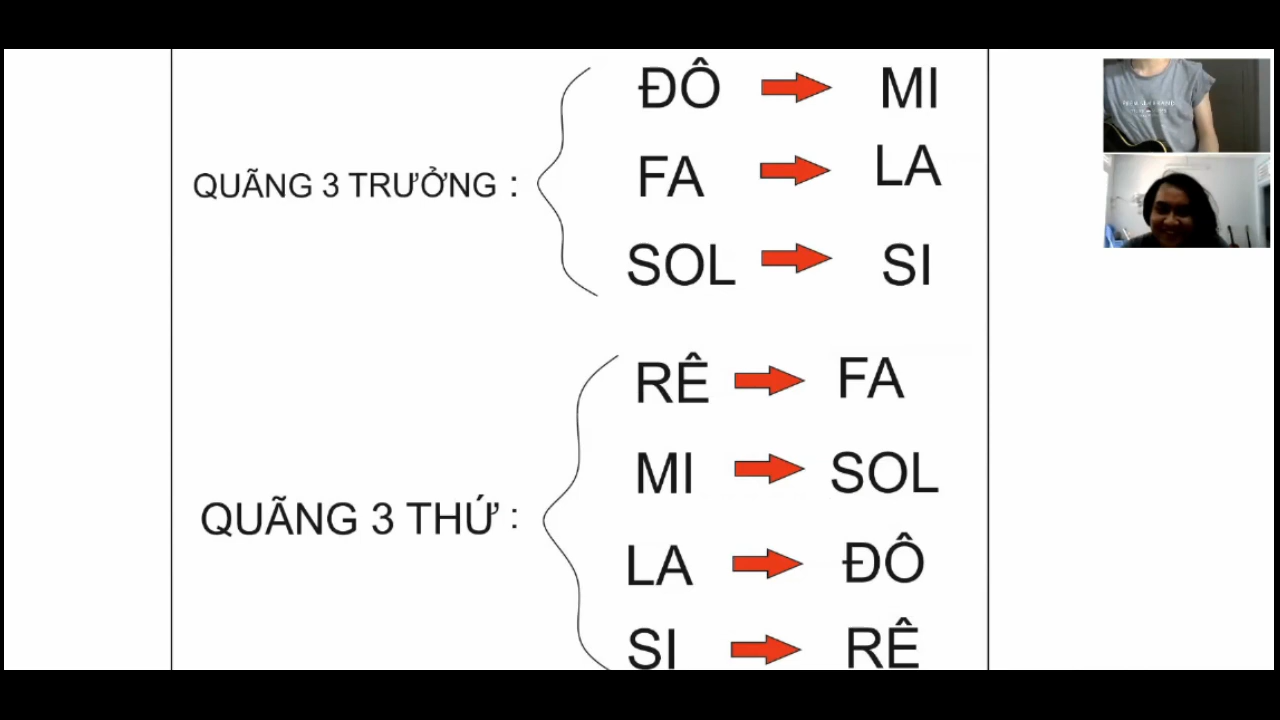 ĐÔ MI
FA LA
QUÃNG 3 TRƯỞNG :
SOL SI
RÊ FA
MI SOL
QUÃNG 3 THỨ :
LA ĐÔ
SI RÊ